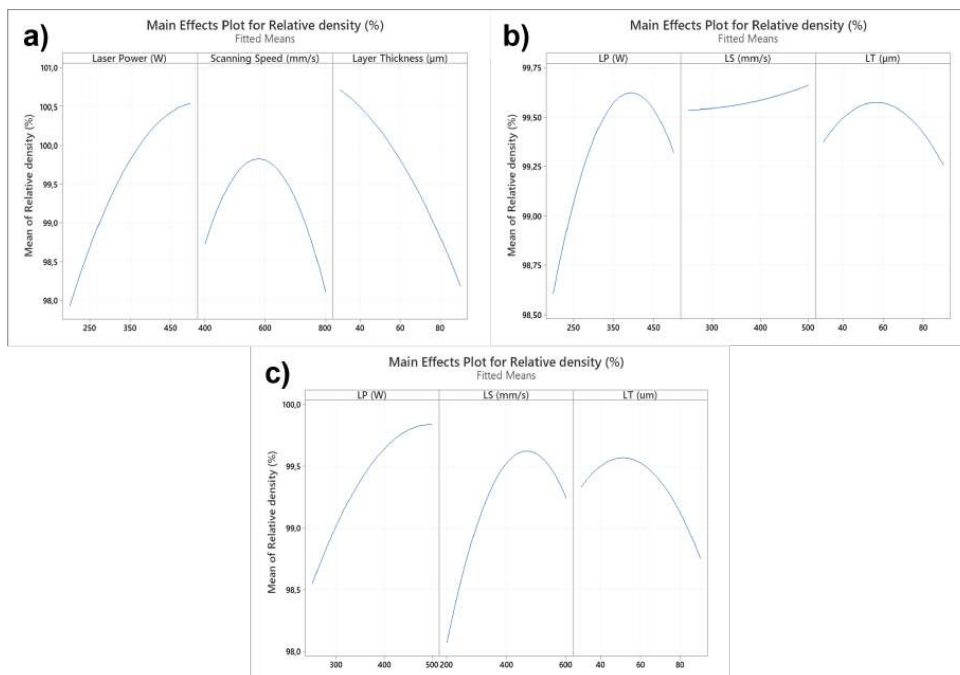 a)
Main Effects Plot for Relative density (%)
Fitted Means
Laser Power (W) Scanning Speed (mm/s) Layer Thickness (µm)
Mean of Relative density (%)
101,0
100,5
100,0
99,5
99,0
98,5
98,0
250 350 450 400 600 800 40 60 80
b)
Main Effects Plot for Relative density (%)
Fitted Means
LP (W) LS (mm/s) LT (µm)
Mean of Relative density (%)
99,75
99,50
99,25
99,00
98,75
98,50
250 350 450 300 400 500 40 60 80
c)
Main Effects Plot for Relative density (%)
Fitted Means
LP (W) LS (mm/s) LT (um)
Mean of Relative density (%)
100,0
99,5
99,0
98,5
98,0
300 400 500 200 400 600 40 60 80